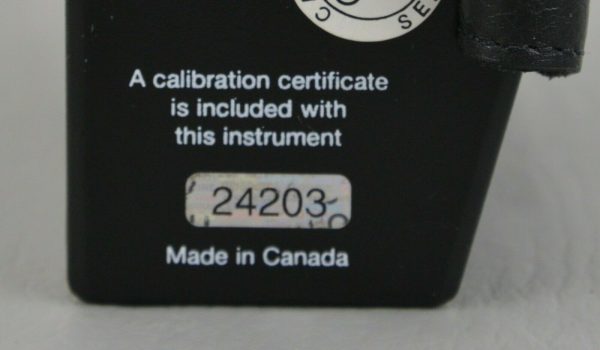 A calibration certificate
is included with
this instrument
24203
Made in Canada